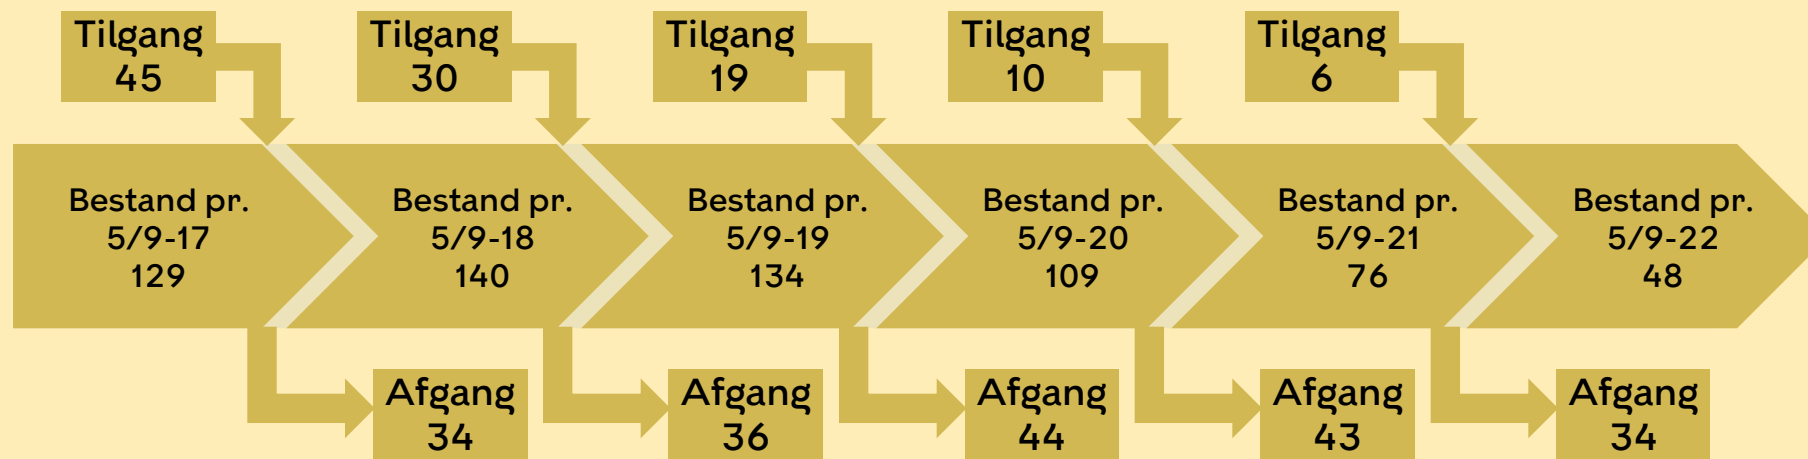 Tilgang
45
Tilgang
30
Tilgang
19
Tilgang
10
Tilgang
6
Bestand pr.
5/9-17
129
Bestand pr.
5/9-18
140
Bestand pr.
5/9-19
134
Bestand pr.
5/9-20
109
Bestand pr.
5/9-21
76
Bestand pr.
5/9-22
48
Afgang
34
Afgang
36
Afgang
44
Afgang
43
Afgang
34